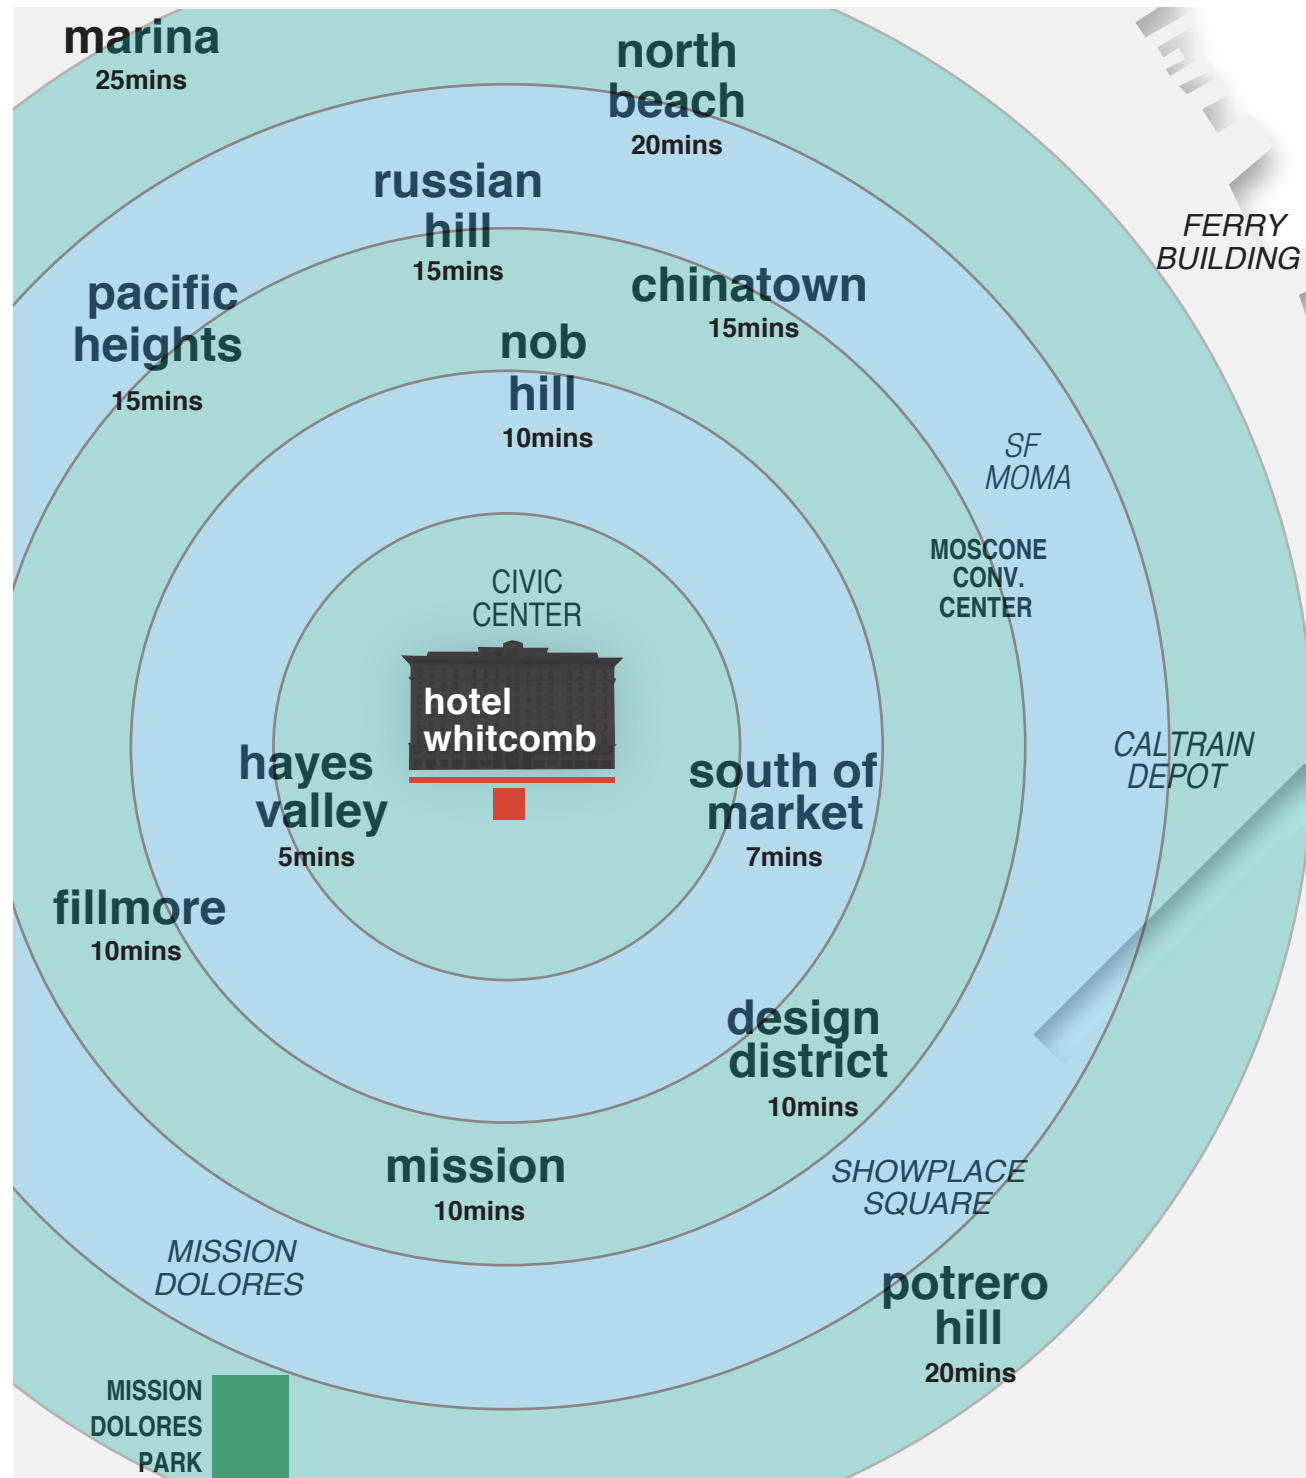 marina
25mins
north
beach
20mins
russian
hill
15mins
FERRY
BUILDING
pacific
heights
15mins
chinatown
15mins
nob
hill
10mins
SF
MOMA
MOSCONE
CONV.
CENTER
CIVIC
CENTER
hotel
whitcomb
hayes
valley
5mins
south of
market
7mins
CALTRAIN
DEPOT
fillmore
10mins
design
district
10mins
mission
10mins
SHOWPLACE
SQUARE
MISSION
DOLORES
potrero
hill
20mins
MISSION
DOLORES
PARK